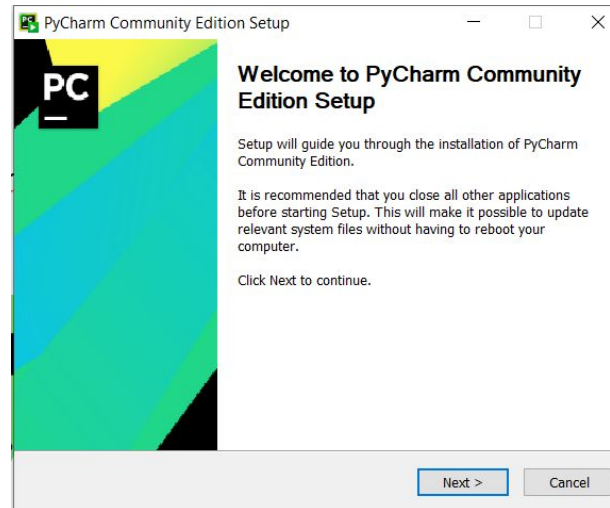 PyCharm Community Edition Setup
PC
Welcome to PyCharm Community
Edition Setup
Setup will guide you through the installation of PyCharm
Community Edition.
It is recommended that you close all other applications
before starting Setup. This will make it possible to update
relevant system files without having to reboot your
computer.
Click Next to continue.
Next >
Cancel